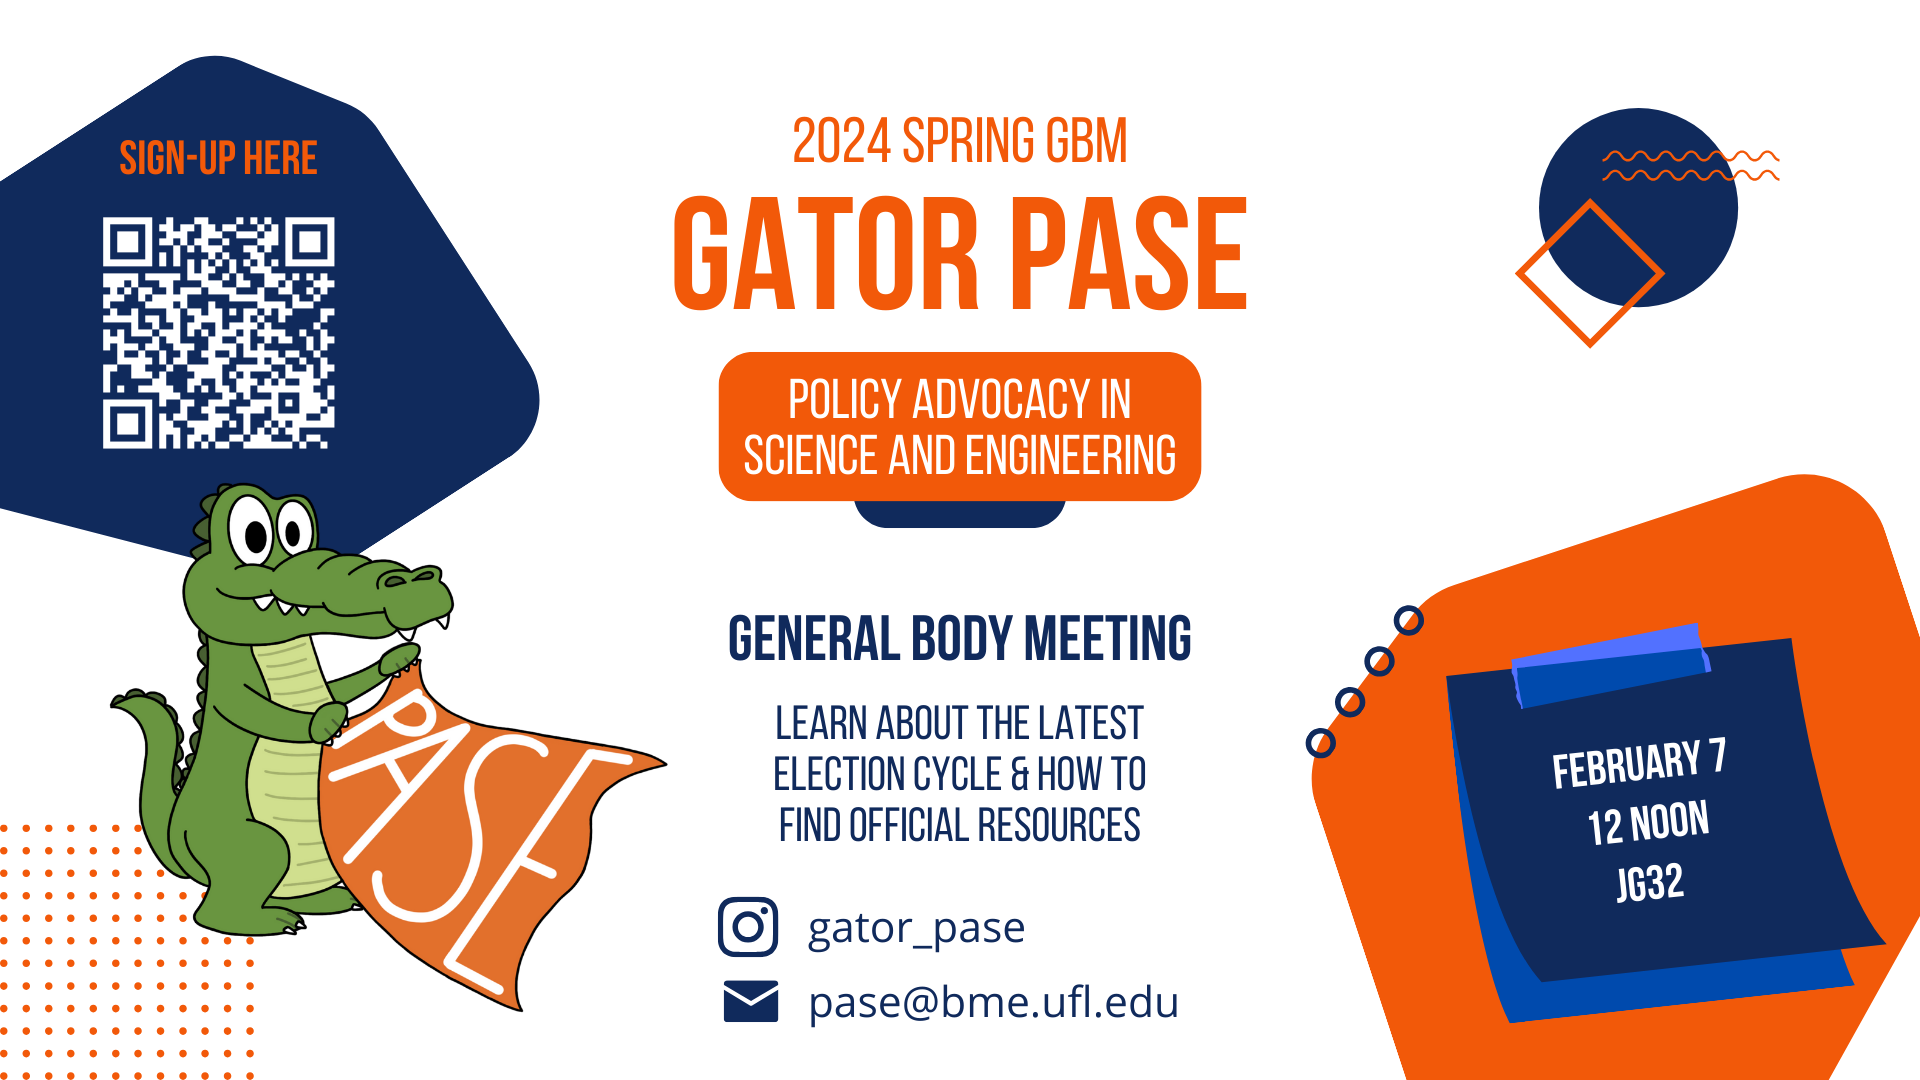 SIGN-UP HERE
2024 SPRING GBM
GATOR PASE
POLICY ADVOCACY IN
SCIENCE AND ENGINEERING
GENERAL BODY MEETING
LEARN ABOUT THE LATEST
ELECTION CYCLE & HOW TO
FIND OFFICIAL RESOURCES
gator_pase
pase@bme.ufl.edu
PASE
FEBRUARY 7
12 NOON
JG32